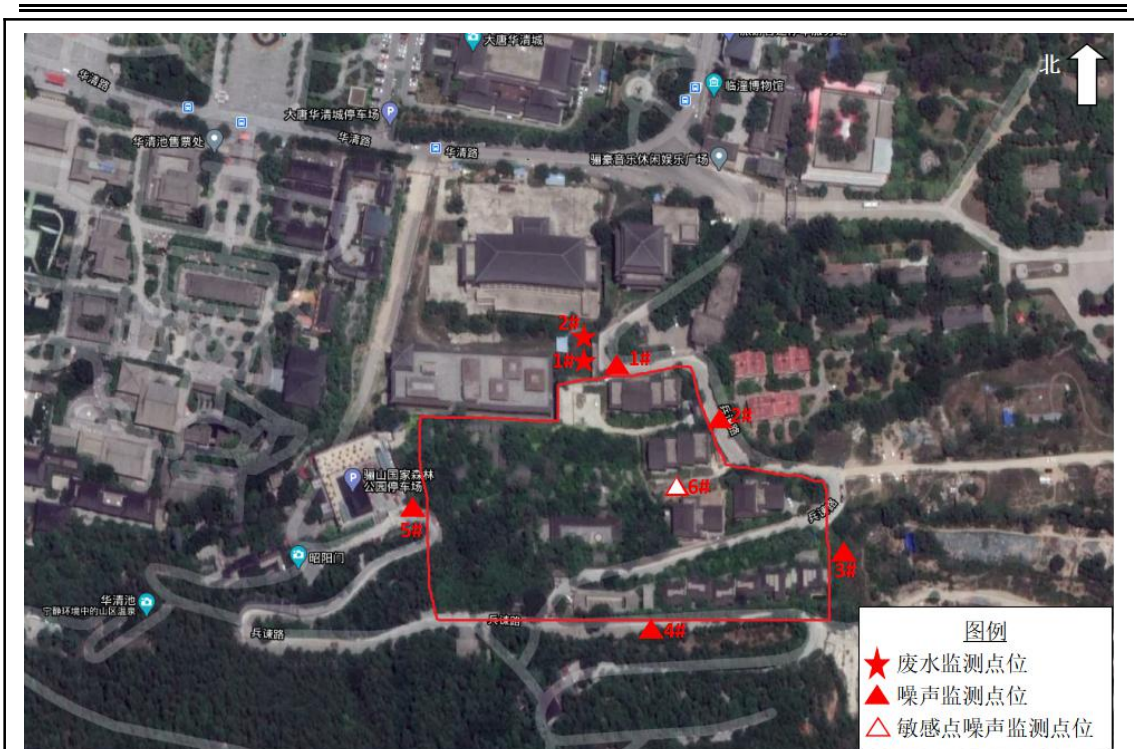 大唐华清城
北
华清路
临潼博物馆
大唐华清城停车场
华清池售票处
华清路
华清路
骊豪音乐休闲娱乐广场
2#
1#
1#
2#
骊山国家森林
公园停车场
6#
兵谏路
5#
昭阳门
3#
华清池
宁静环境中的山区温泉
兵谏路
兵谏路
4#
图例
废水监测点位
噪声监测点位
敏感点噪声监测点位